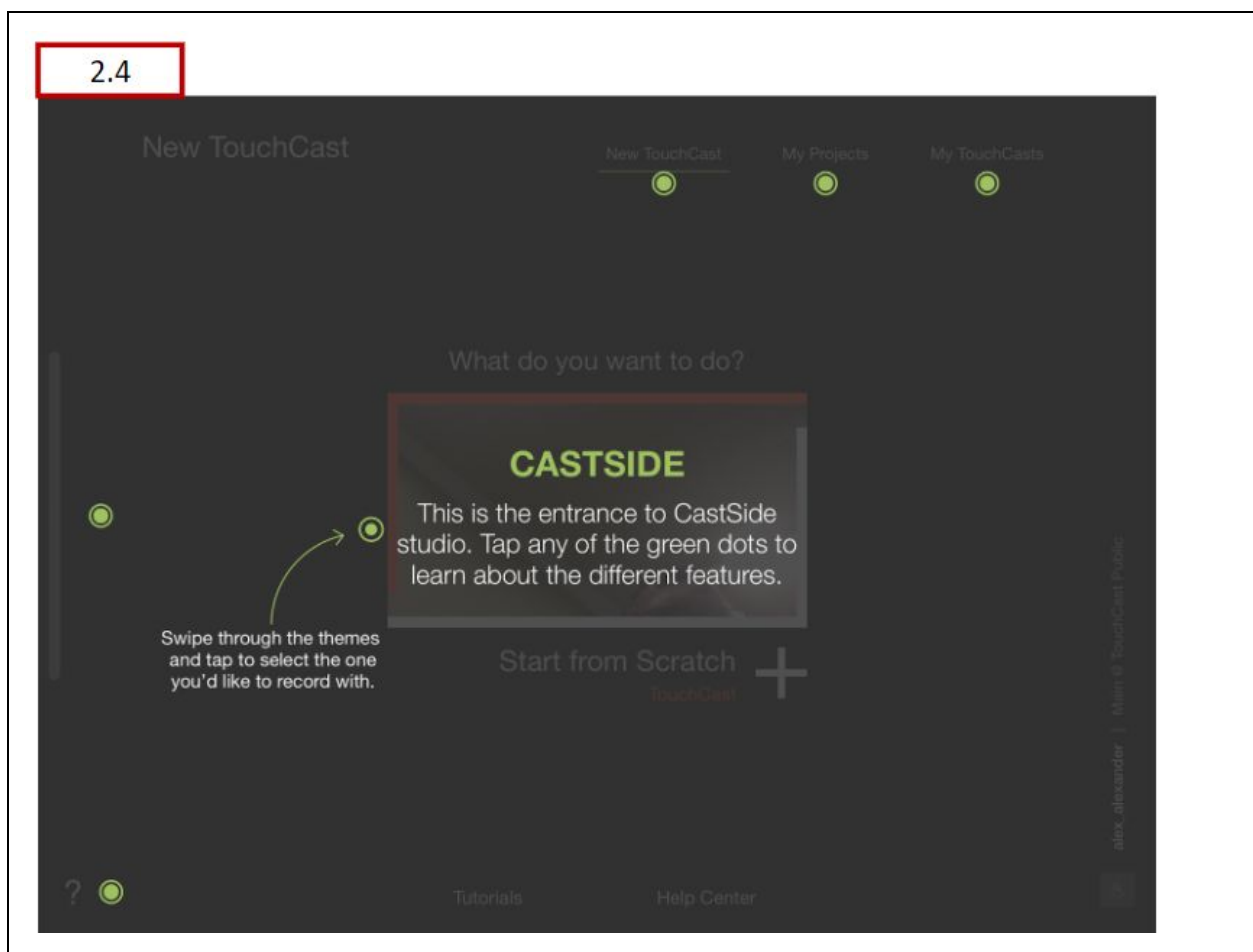 2.4
New TouchCast
New TouchCast My Projects My TouchCasts
What do you want to do?
CASTSIDE
This is the entrance to CastSide
studio. Tap any of the green dots to
learn about the different features.
Swipe through the themes
and tap to select the one
you'd like to record with.
Start from Scratch
TouchCast
alex_alexander | Main @ TouchCast Public
?
Tutorials Help Center